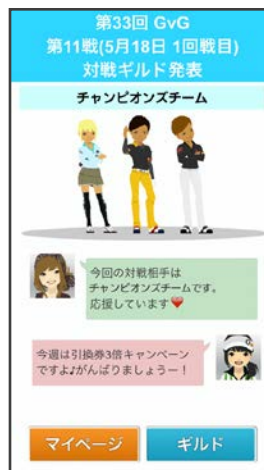 第33回 GvG
第11戦(5月18日 1回戦目)
対戦ギルド発表
チャンピオンズチーム
今回の対戦相手は
チャンピオンズチームです。
応援しています❤
今週は引換券3倍キャンペーン
ですよ♪がんばりましょうー！
マイページ
ギルド